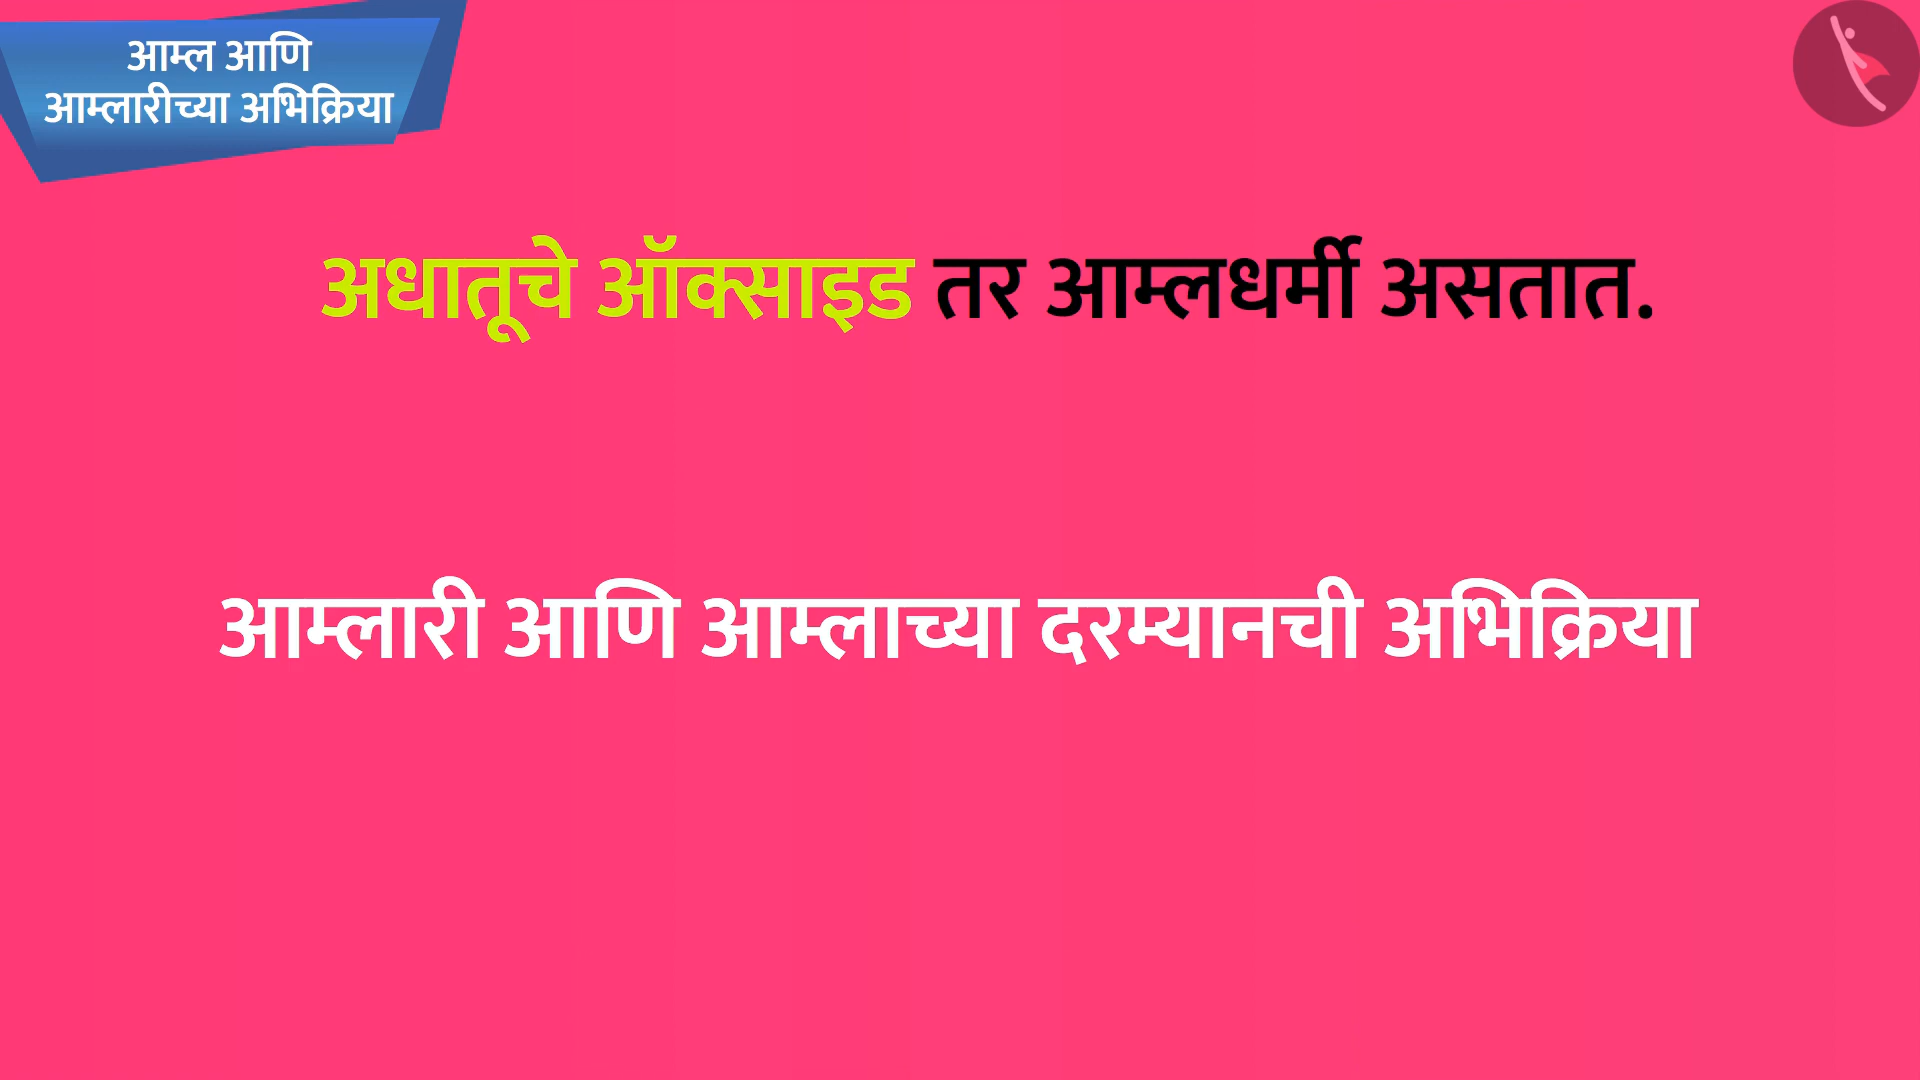 आम्ल आणि
आम्लारीच्या अभिक्रिया
अधातूचे ऑक्साइड तर आम्लधर्मी असतात.
आम्लारी आणि आम्लाच्या दरम्यानची अभिक्रिया